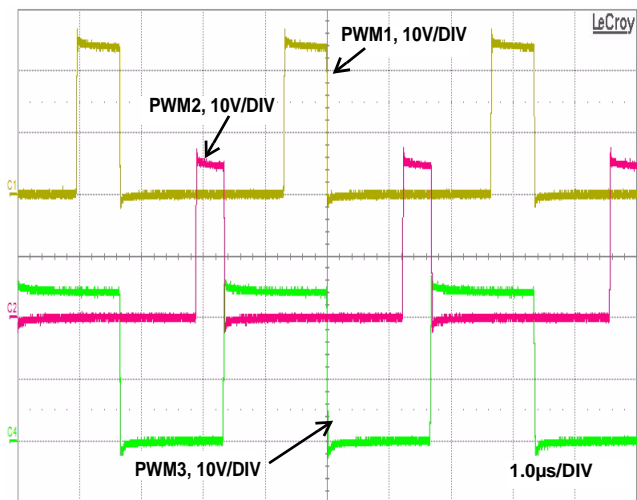 LeCroy
PWM1, 10V/DIV
PWM2, 10V/DIV
C1
C2
C4
PWM3, 10V/DIV
1.0µs/DIV